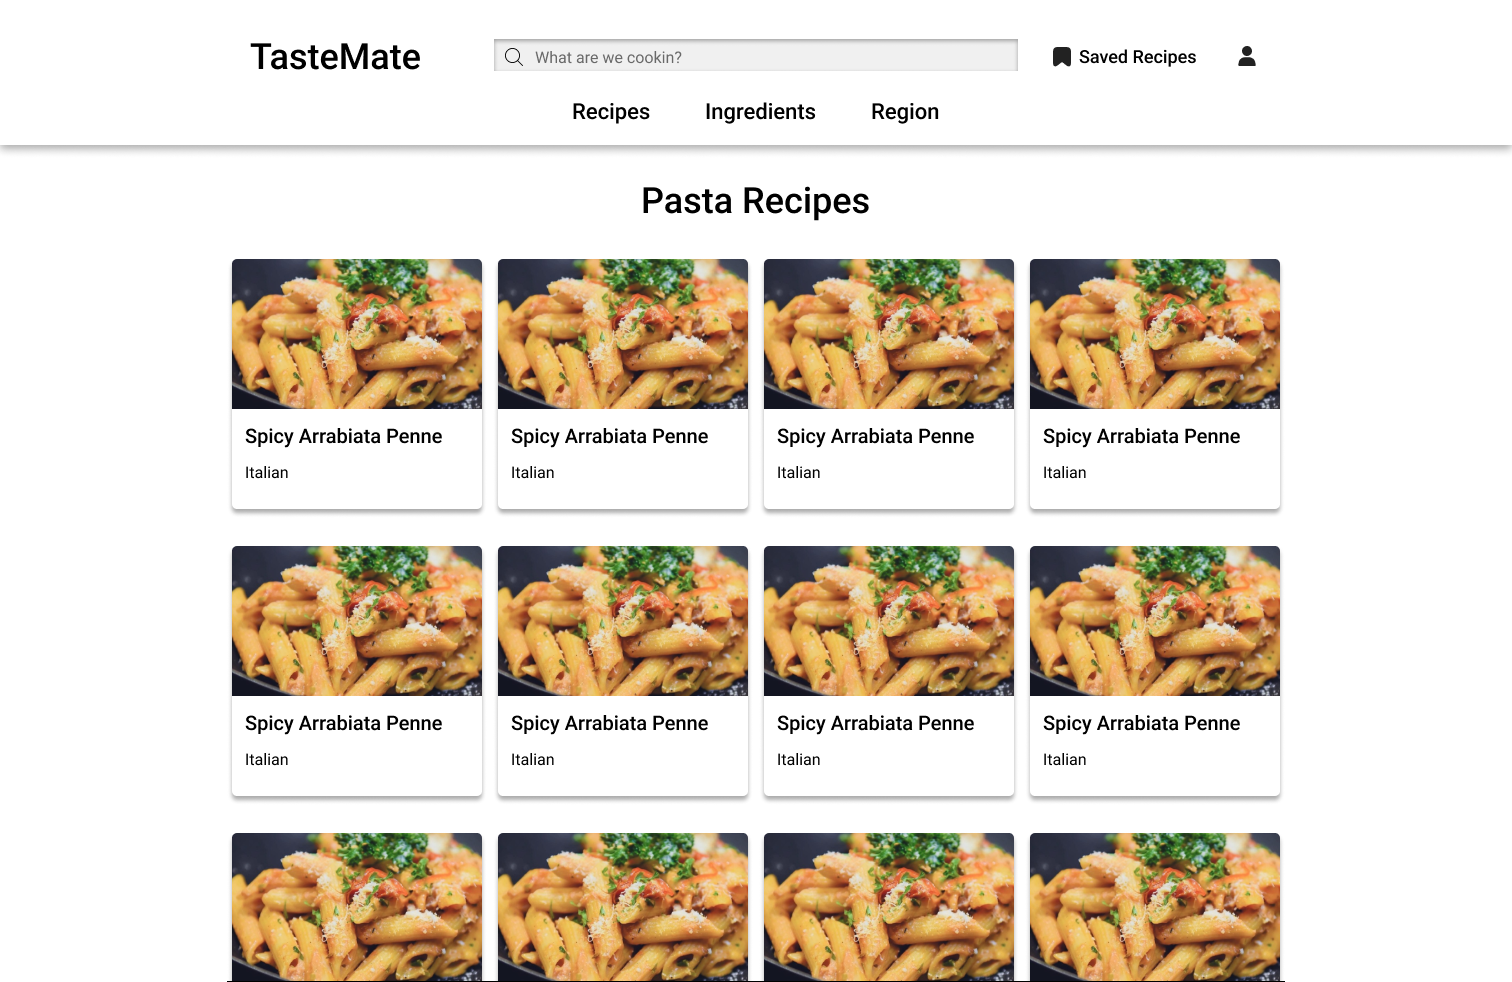 TasteMate
What are we cookin?
Saved Recipes
Recipes Ingredients Region
Pasta Recipes
Spicy Arrabiata Penne Spicy Arrabiata Penne Spicy Arrabiata Penne Spicy Arrabiata Penne
Italian Italian Italian Italian
Spicy Arrabiata Penne Spicy Arrabiata Penne Spicy Arrabiata Penne Spicy Arrabiata Penne
Italian Italian Italian Italian